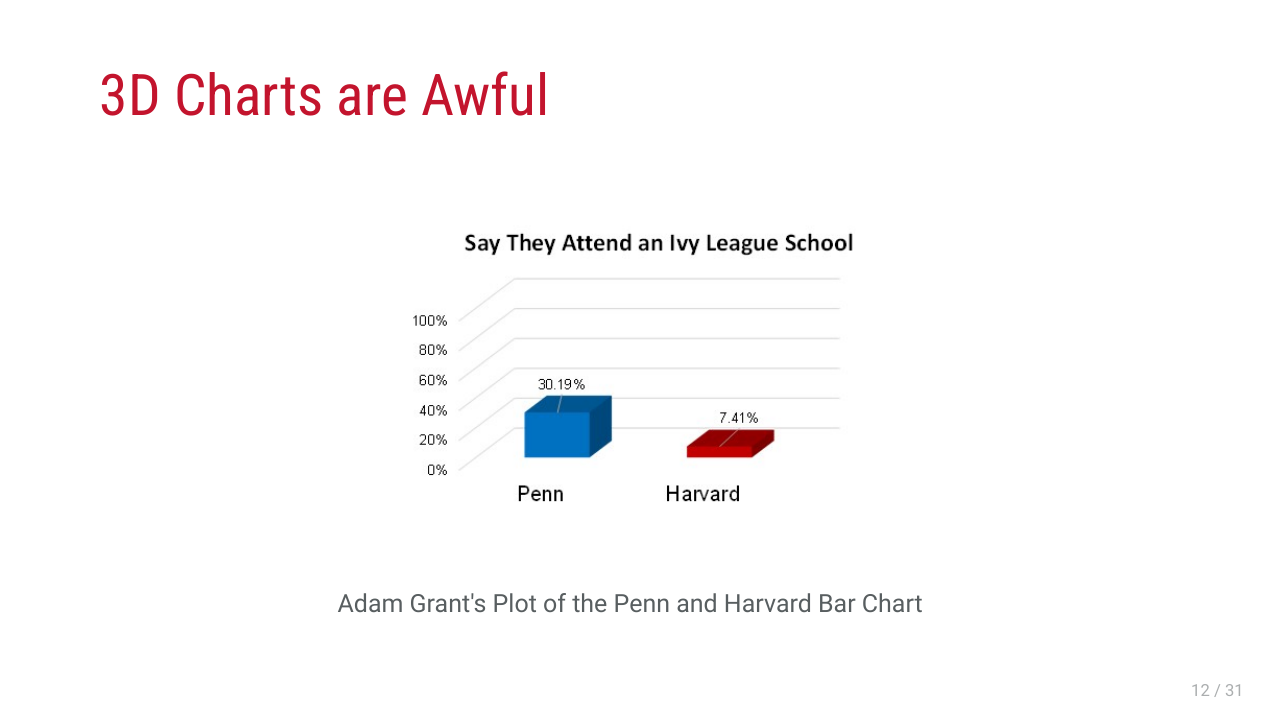 3D Charts are Awful
Say They Attend an Ivy League School
100%
80%
60%
40%
20%
0%
30.19%
7.41%
Penn
Harvard
Adam Grant's Plot of the Penn and Harvard Bar Chart
12 / 31